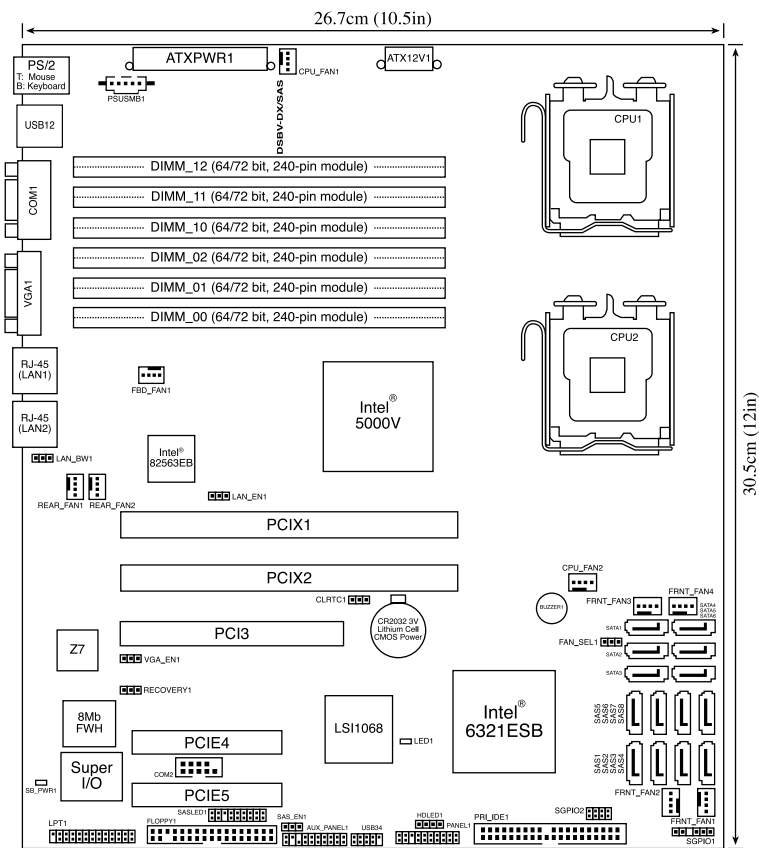 26.7cm (10.5in)
PS/2
T: Mouse
B: Keyboard
ATXPWR1
ATX12V1
PSUSMB1
CPU_FAN1
DSBV-DX/SAS
CPU1
USB12
COM1
DIMM_12 (64/72 bit, 240-pin module)
DIMM_11 (64/72 bit, 240-pin module)
DIMM_10 (64/72 bit, 240-pin module)
DIMM_02 (64/72 bit, 240-pin module)
DIMM_01 (64/72 bit, 240-pin module)
DIMM_00 (64/72 bit, 240-pin module)
VGA1
CPU2
RJ-45
(LAN1)
FBD_FAN1
Intel®
5000V
RJ-45
(LAN2)
30.5cm (12in)
Intel®
82563EB
LAN_BW1
REAR_FAN1
REAR_FAN2
LAN_EN1
PCIX1
PCIX2
CPU_FAN2
CLRTC1
CR2032 3V
Lithium Cell
CMOS Power
BUZZER1
FRNT_FAN3
FRNT_FAN4
SATA4
SATA5
SATA6
SATA1
PCI3
FAN_SEL1
SATA2
Z7
VGA_EN1
SATA3
RECOVERY1
8Mb
FWH
LSI1068
LED1
Intel®
6321ESB
SAS5
SAS6
SAS7
SAS8
PCIE4
COM2
Super
I/O
SB_PWR1
PCIE5
SAS1
SAS2
SAS3
SAS4
FRNT_FAN2
FRNT_FAN1
LPT1
FLOPPY1
SASLED1
SAS_EN1
AUX_PANEL1
USB34
HDLED1
PANEL1
PRI_IDE1
SGPIO2
SGPIO1